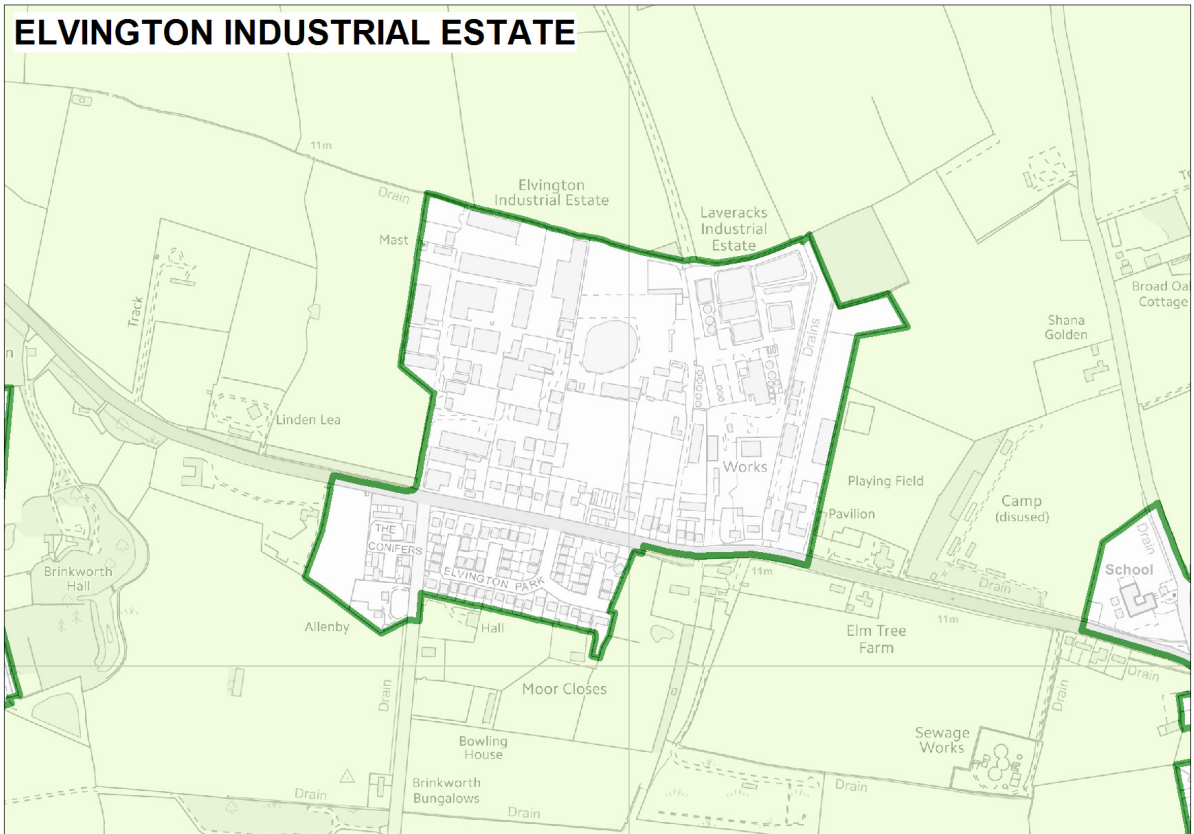 ELVINGTON INDUSTRIAL ESTATE
11m
Drain
Elvington
Industrial Estate
Laveracks
Industrial
Estate
Mast
Track
Drains
Broad Oa
Cottage
Shana
Golden
Linden Lea
Works
Playing Field
Pavilion
Camp
(disused)
THE
CONIFERS
ELVINGTON PARK
Drain
School
Brinkworth
Hall
11m
Drain
11m
Allenby
Hall
Elm Tree
Farm
Drain
Drain
Moor Closes
Drain
Bowling
House
Sewage
Works
Brinkworth
Bungalows
Drain
Drain
Drain